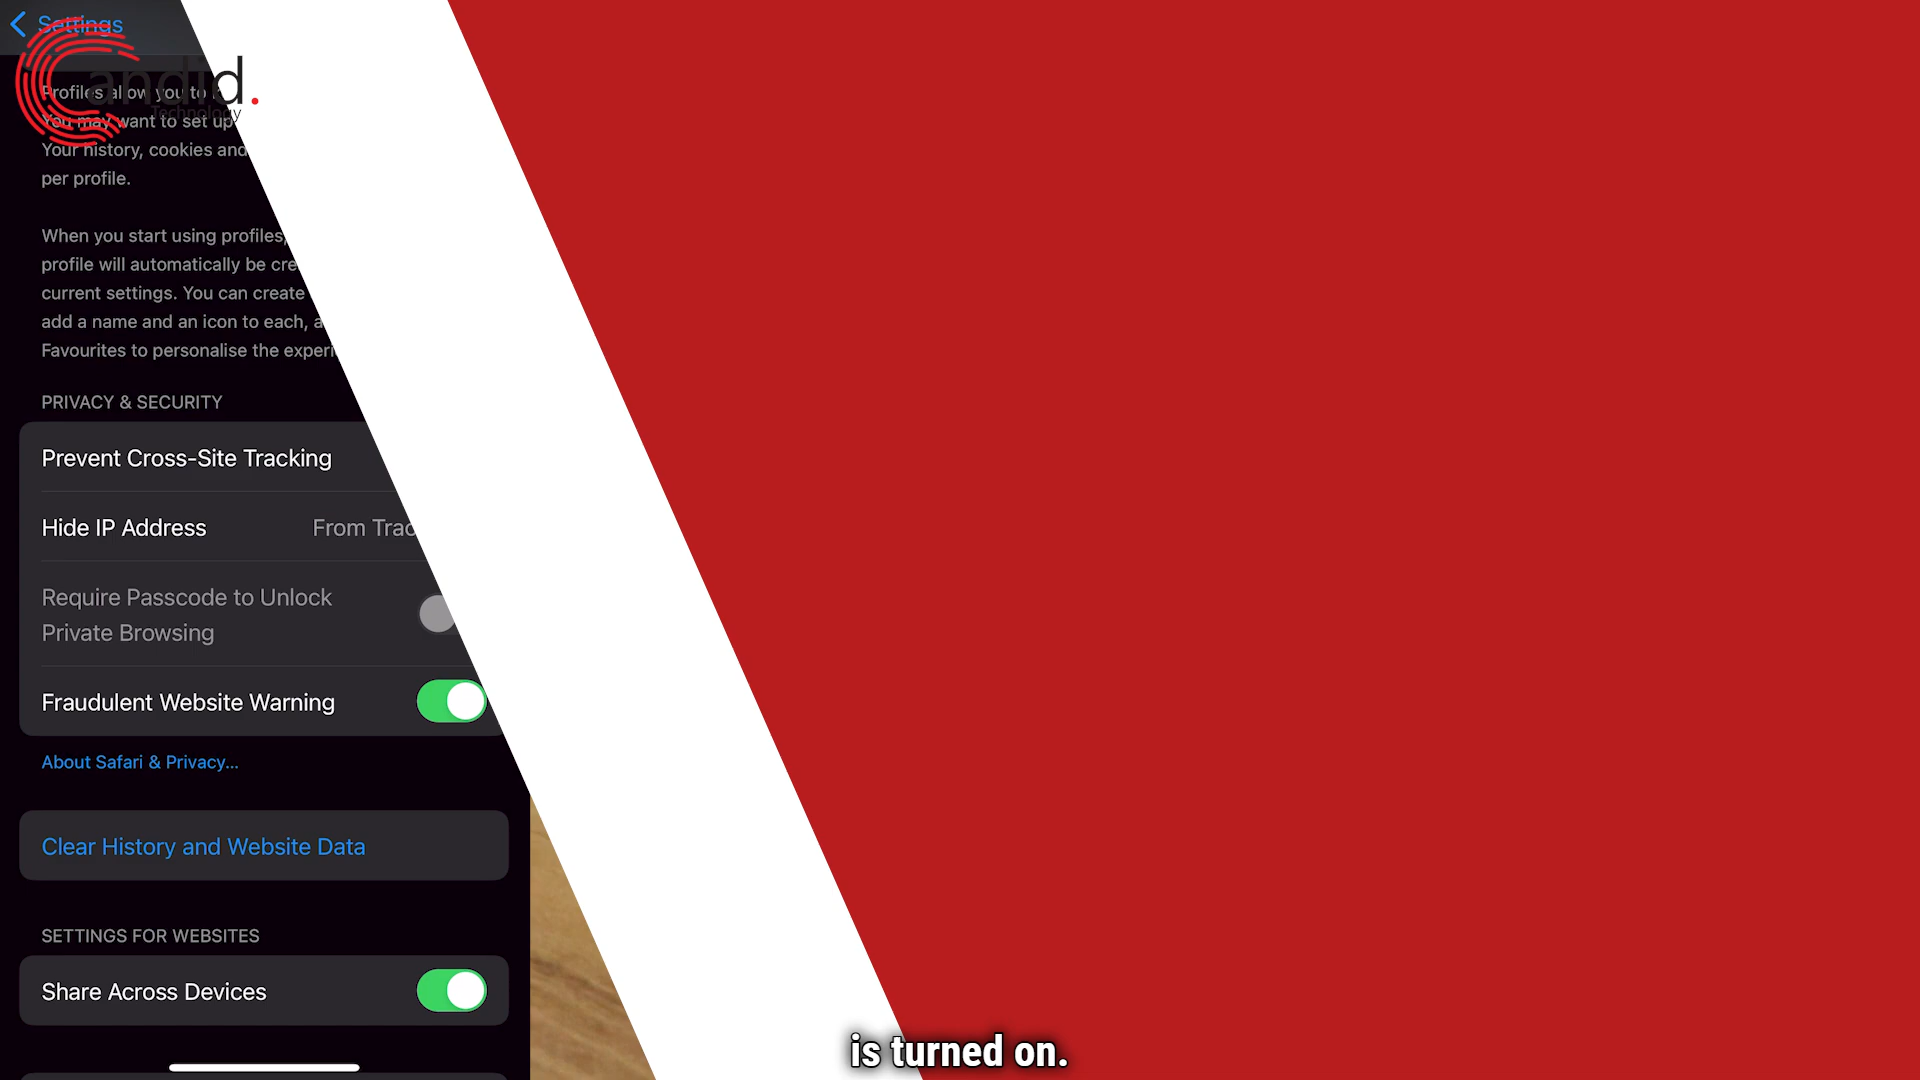 Settings
andid.
Technology
Profiles allow you to
You may want to set up
Your history, cookies and
per profile.
When you start using profiles,
profile will automatically be cre
current settings. You can create
add a name and an icon to each, a
Favourites to personalise the experi
PRIVACY & SECURITY
Prevent Cross-Site Tracking
Hide IP Address From Trac
Require Passcode to Unlock
Private Browsing
Fraudulent Website Warning
About Safari & Privacy...
Clear History and Website Data
SETTINGS FOR WEBSITES
Share Across Devices
is turned on.